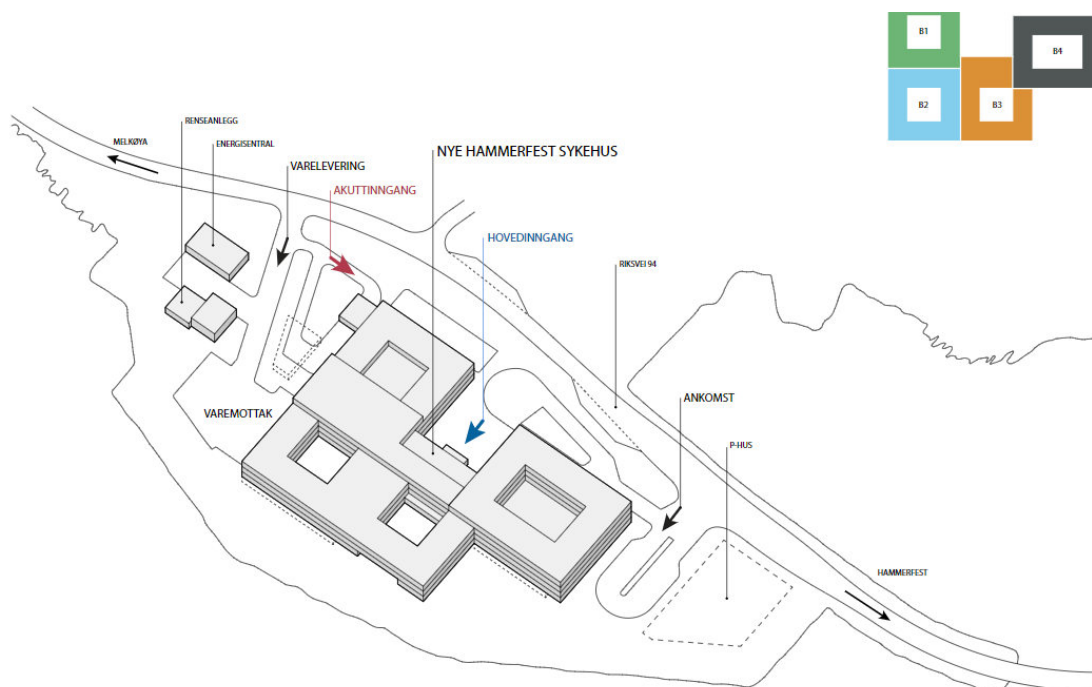 B1
B4
B2
B3
RENSEANLEGG
MELKØYA
ENERGISENTRAL
NYE HAMMERFEST SYKEHUS
VARELEVERING
AKUTTINNGANG
HOVEDINNGANG
RIKSVEI 94
ANKOMST
VAREMOTTAK
P-HUS
HAMMERFEST